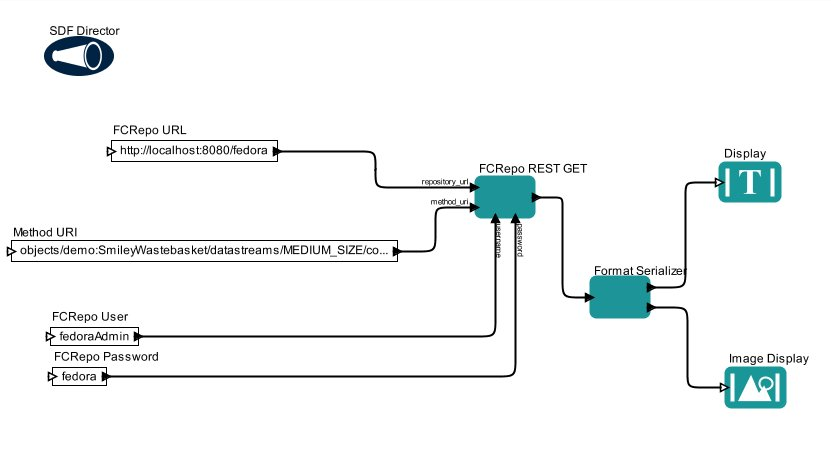 SDF Director
FCRepo URL
http://localhost:8080/fedora
FCRepo REST GET
repository_url
method_uri
username
password
Display
T
Method URI
objects/demo:SmileyWastebasket/datastreams/MEDIUM_SIZE/co...
Format Serializer
FCRepo User
fedoraAdmin
FCRepo Password
fedora
Image Display